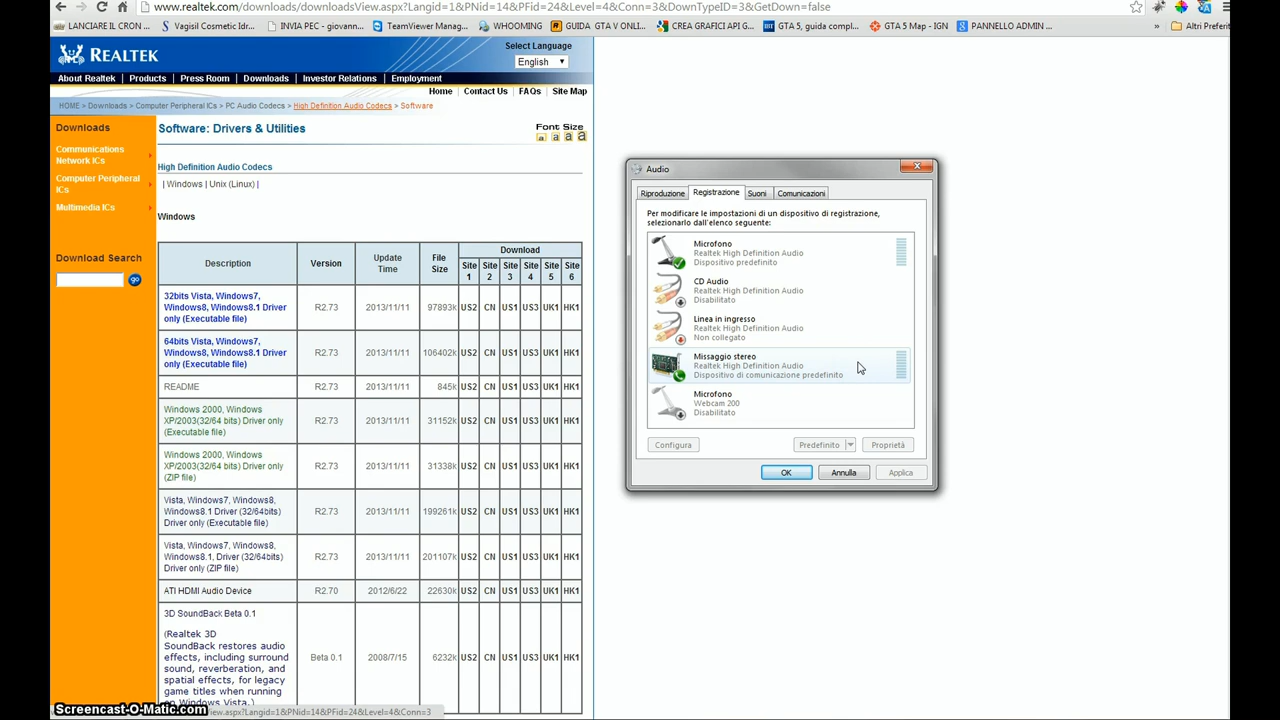 www.realtek.com/downloads/downloadsView.aspx?Langid=1&PNid=14&PFid=24&Level=4&Conn=3&DownTypeID=3&GetDown=false
LANCIARE IL CRON ...
Vagisil Cosmetic Idr...
INVIA PEC - giovann...
TeamViewer Manage...
WHOOMING
GUIDA GTA V ONLI...
CREA GRAFICI API G...
GTA 5, guida compl...
GTA 5 Map - IGN
PANNELLO ADMIN
»
Altri Preferit
REALTEK
Select Language
English
About Realtek
Products
Press Room
Downloads
Investor Relations
Employment
Home
Contact Us
FAQs
Site Map
HOME > Downloads > Computer Peripheral ICs > PC Audio Codecs > High Definition Audio Codecs > Software
Downloads
Communications
Network ICs
Computer Peripheral
ICs
Multimedia ICs
Download Search
go
Software: Drivers & Utilities
Font Size
a a a a
High Definition Audio Codecs
| Windows | Unix (Linux) |
Windows
Description
Version
Update
Time
File
Size
Download
Site
1
Site
2
Site
3
Site
4
Site
5
Site
6
32bits Vista, Windows7,
Windows8, Windows8.1 Driver
only (Executable file)
R2.73 2013/11/11 97893k US2 CN US1 US3 UK1 HK1
64bits Vista, Windows7,
Windows8, Windows8.1 Driver
only (Executable file)
R2.73 2013/11/11 106402k US2 CN US1 US3 UK1 HK1
README R2.73 2013/11/11 845k US2 CN US1 US3 UK1 HK1
Windows 2000, Windows
XP/2003(32/64 bits) Driver only
(Executable file)
R2.73 2013/11/11 31152k US2 CN US1 US3 UK1 HK1
Windows 2000, Windows
XP/2003(32/64 bits) Driver only
(ZIP file)
R2.73 2013/11/11 31338k US2 CN US1 US3 UK1 HK1
Vista, Windows7, Windows8,
Windows8.1 Driver (32/64bits)
Driver only (Executable file)
R2.73 2013/11/11 199261k US2 CN US1 US3 UK1 HK1
Vista, Windows7, Windows8,
Windows8.1, Driver (32/64bits)
Driver only (ZIP file)
R2.73 2013/11/11 201107k US2 CN US1 US3 UK1 HK1
ATI HDMI Audio Device R2.70 2012/6/22 22630k US2 CN US1 US3 UK1 HK1
3D SoundBack Beta 0.1
(Realtek 3D
SoundBack restores audio
effects, including surround
sound, reverberation, and
spatial effects, for legacy
game titles when running
on Windows Vista.)
Beta 0.1 2008/7/15 6232k US2 CN US1 US3 UK1 HK1
Screencast-O-Matic.com
View.aspx?Langid=1&PNid=14&PFid=24&Level=4&Conn=3
Audio
Riproduzione
Registrazione
Suoni
Comunicazioni
Per modificare le impostazioni di un dispositivo di registrazione,
selezionarlo dall'elenco seguente:
Microfono
Realtek High Definition Audio
Dispositivo predefinito
CD Audio
Realtek High Definition Audio
Disabilitato
Linea in ingresso
Realtek High Definition Audio
Non collegato
Missaggio stereo
Realtek High Definition Audio
Dispositivo di comunicazione predefinito
Microfono
Webcam 200
Disabilitato
Configura
Predefinito
Proprietà
OK
Annulla
Applica